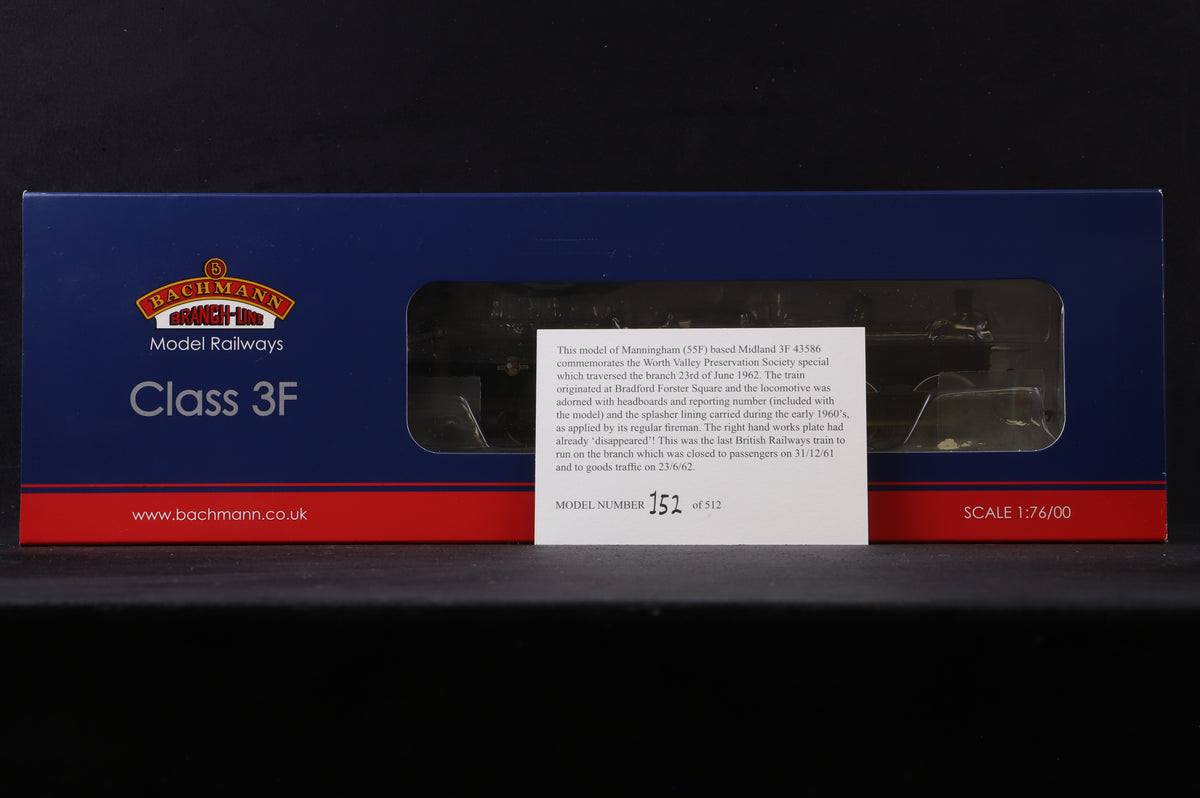 BACHMANN
BRANCH-LINE
Model Railways
Class 3F
www.bachmann.co.uk
This model of Manningham (55F) based Midland 3F 43586
commemorates the Worth Valley Preservation Society special
which traversed the branch 23rd of June 1962. The train
originated at Bradford Forster Square and the locomotive was
adorned with headboards and reporting number (included with
the model) and the splasher lining carried during the early 1960's,
as applied by its regular fireman. The right hand works plate had
already 'disappeared'! This was the last British Railways train to
run on the branch which was closed to passengers on 31/12/61
and to goods traffic on 23/6/62.
MODEL NUMBER 152 of 512
SCALE 1:76/00